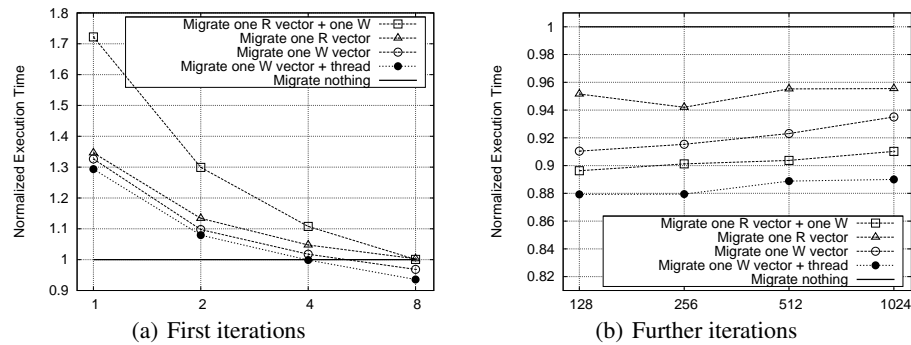 Normalized Execution Time
1.8
1.7
1.6
1.5
1.4
1.3
1.2
1.1
1
0.9
Migrate one R vector + one W
Migrate one R vector
Migrate one W vector
Migrate one W vector + thread
Migrate nothing
1 2 4 8
(a) First iterations
Normalized Execution Time
1
0.98
0.96
0.94
0.92
0.9
0.88
0.86
0.84
0.82
Migrate one R vector + one W
Migrate one R vector
Migrate one W vector
Migrate one W vector + thread
Migrate nothing
128 256 512 1024
(b) Further iterations